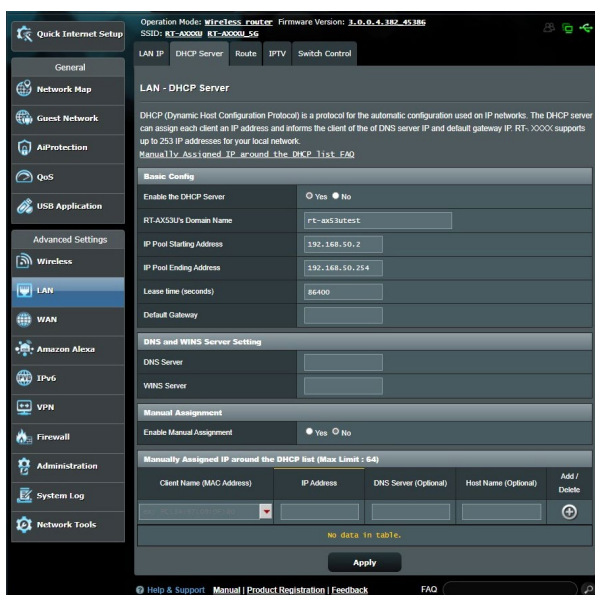 Quick Internet Setup
General
Network Map
Guest Network
AiProtection
QoS
USB Application
Advanced Settings
Wireless
LAN
WAN
Amazon Alexa
IPv6
VPN
Firewall
Administration
System Log
Network Tools
Operation Mode: Wireless router Firmware Version: 3.0.0.4.382_45386
SSID: RT-AXXXU RT-AXXXU_5G
LAN IP DHCP Server Route IPTV Switch Control
LAN - DHCP Server
DHCP (Dynamic Host Configuration Protocol) is a protocol for the automatic configuration used on IP networks. The DHCP server
can assign each client an IP address and informs the client of the of DNS server IP and default gateway IP. RT-. XXXX supports
up to 253 IP addresses for your local network.
Manually Assigned IP around the DHCP list FAQ
Basic Config
Enable the DHCP Server Yes No
RT-AX53U's Domain Name rt-ax53utest
IP Pool Starting Address 192.168.50.2
IP Pool Ending Address 192.168.50.254
Lease time (seconds) 86400
Default Gateway
DNS and WINS Server Setting
DNS Server
WINS Server
Manual Assignment
Enable Manual Assignment Yes No
Manually Assigned IP around the DHCP list (Max Limit : 64)
Client Name (MAC Address) IP Address DNS Server (Optional) Host Name (Optional) Add / Delete
No data in table.
Apply
Help & Support Manual | Product Registration | Feedback FAQ